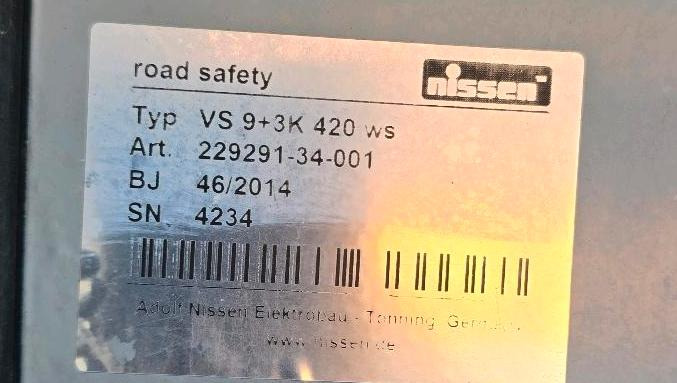 road safety
nissen
Typ VS 9+3K 420 ws
Art. 229291-34-001
BJ 46/2014
SN 4234
Adolf Nissen Elektrobau - Tönning, Germany
www.nissen.de